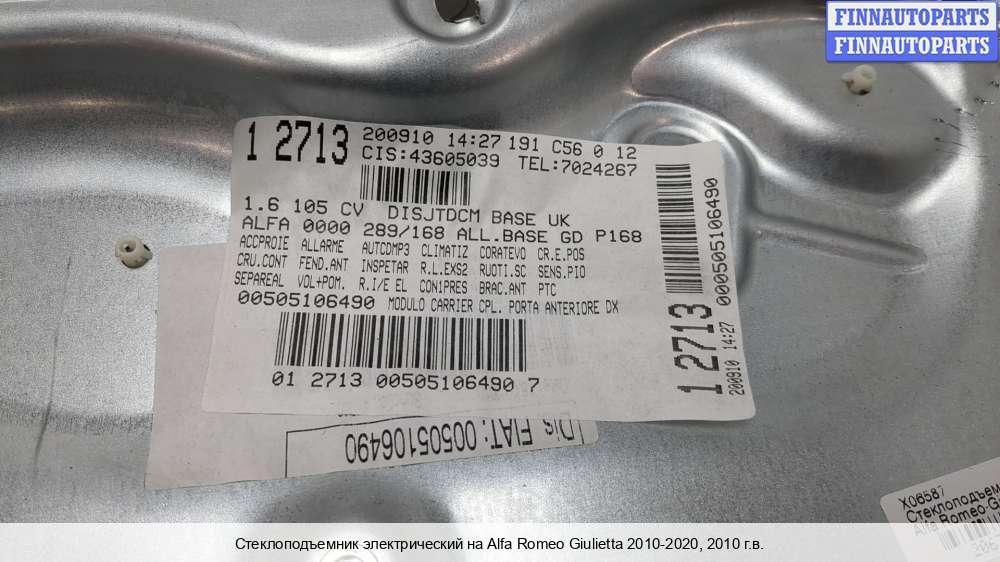 FINNAUTOPARTS
FINNAUTOPARTS
1 2713
200910 14:27 191 C56 0 12
CIS:43605039 TEL:7024267
1.6 105 CV DISJTDCM BASE UK
ALFA 0000 289/168 ALL.BASE GD P168
ACCPROIE ALLARME AUTCDMP3 CLIMATIZ CORATEVO CR.E.POS
CRU.CONT FEND.ANT INSPETAR R.L.EXS2 RUOTI.SC SENS.PIO
SEPAREAL VOL+POM. R.I/E EL CONIPRES BRAC.ANT PTC
00505106490 MODULO CARRIER CPL. PORTA ANTERIORE DX
01 2713 00505106490 7
1 2713
200910 14:27
00505106490
Dis. FIAT: 00505106490
X06587
Стеклоподъем
Alfa Romeo
Стеклоподъемник электрический на Alfa Romeo Giulietta 2010-2020, 2010 г.в.